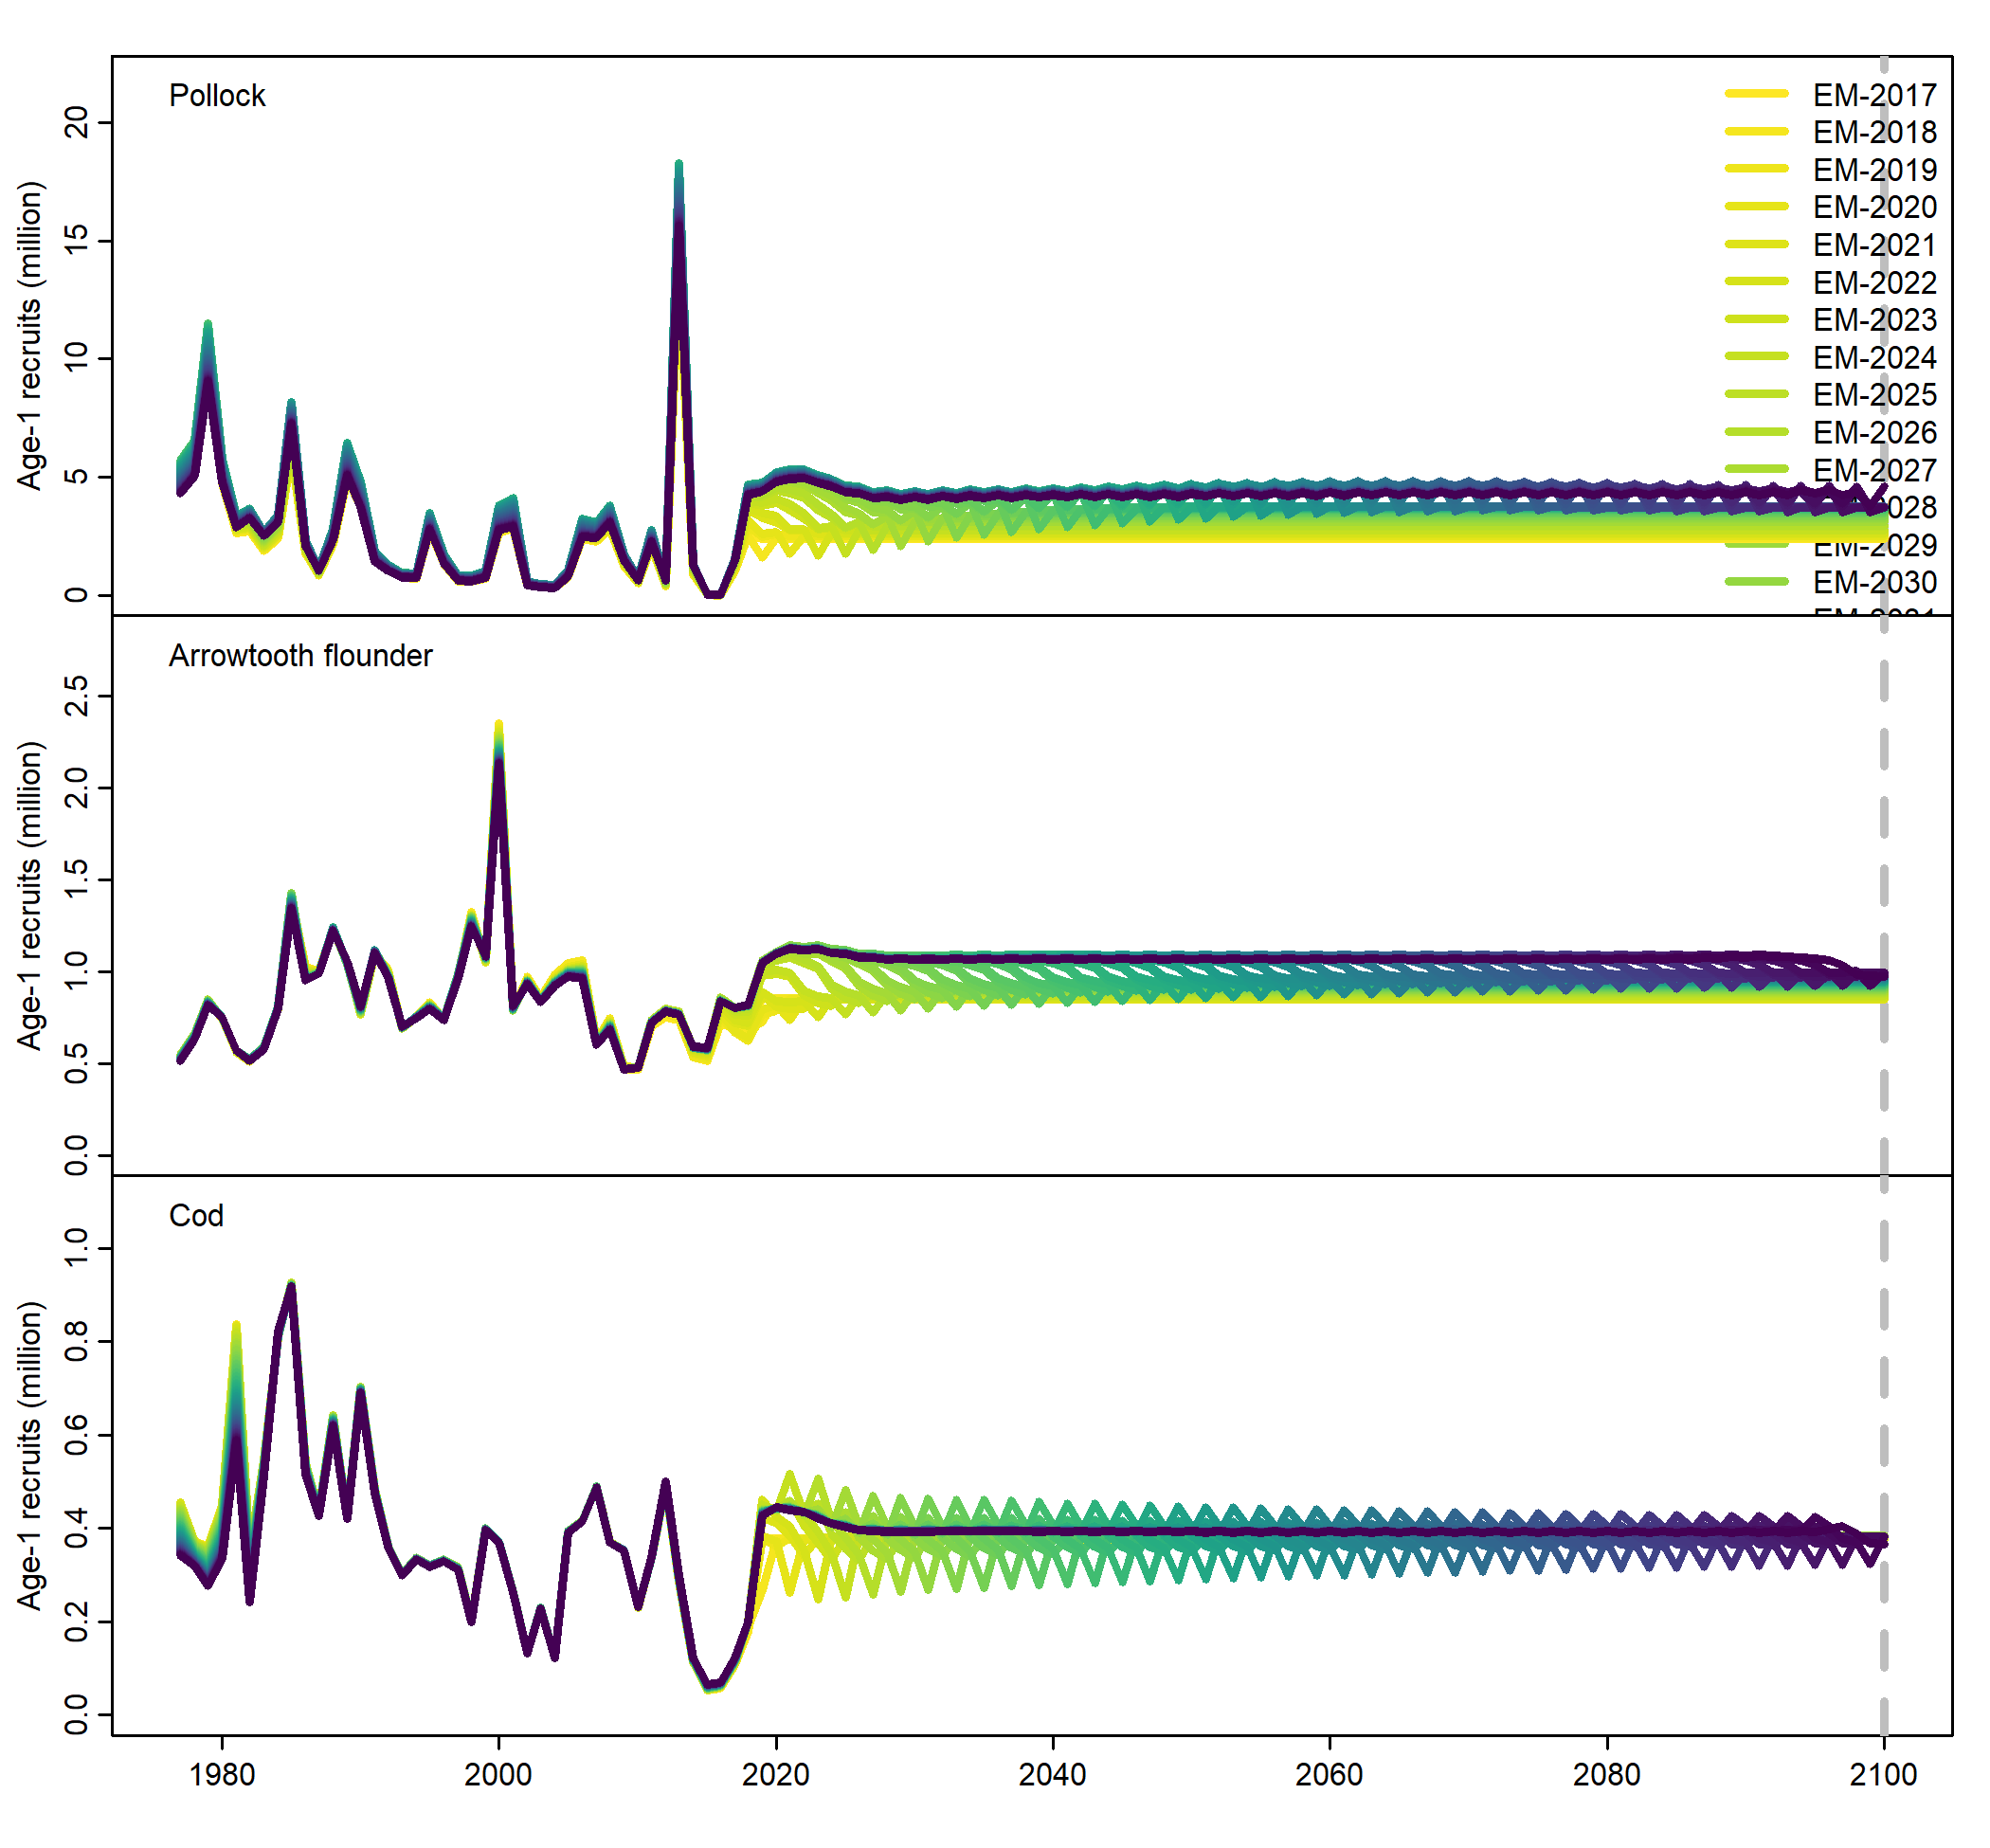 Pollock
Age-1 recruits (million)
20
15
10
5
0
EM-2017
EM-2018
EM-2019
EM-2020
EM-2021
EM-2022
EM-2023
EM-2024
EM-2025
EM-2026
EM-2027
028
EM-2029
EM-2030
Arrowtooth flounder
Age-1 recruits (million)
2.5
2.0
1.5
1.0
0.5
0.0
Cod
Age-1 recruits (million)
1.0
0.8
0.6
0.4
0.2
0.0
1980 2000 2020 2040 2060 2080 2100